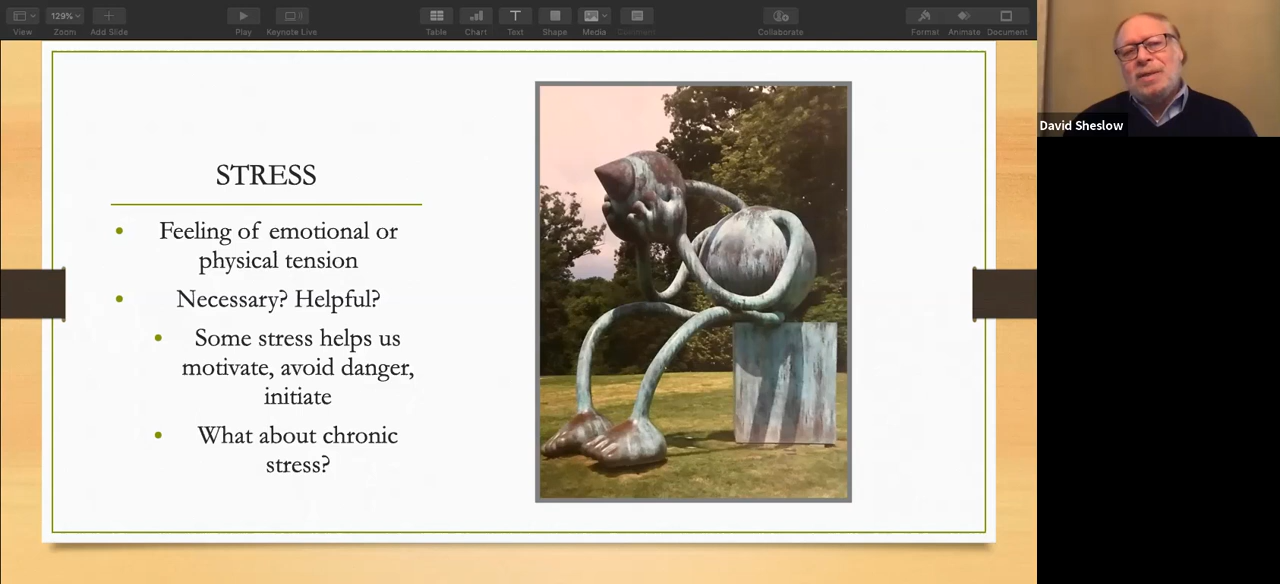 129%
View
Zoom
Add Slide
Play
Keynote Live
Table
Chart
Text
Shape
Media
Comment
Collaborate
Format
Animate
Document
David Sheslow
STRESS
• Feeling of emotional or
physical tension
• Necessary? Helpful?
• Some stress helps us
motivate, avoid danger,
initiate
• What about chronic
stress?